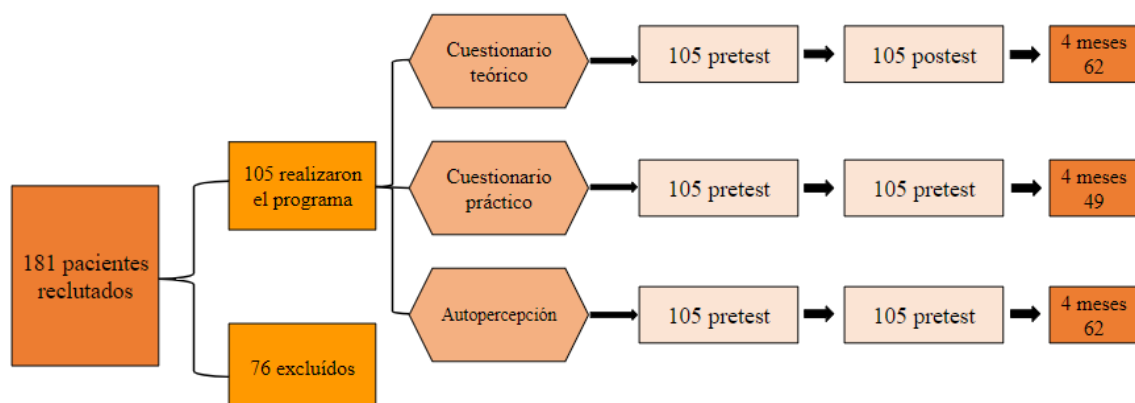 181 pacientes
reclutados
105 realizaron
el programa
76 excluídos
Cuestionario
teórico
105 pretest
105 postest
4 meses
62
Cuestionario
práctico
105 pretest
105 pretest
4 meses
49
Autopercepción
105 pretest
105 pretest
4 meses
62